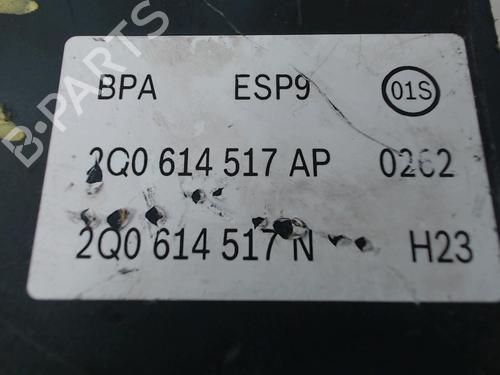 BPA ESP9 01S
2Q0 614 517 AP 0262
2Q0 614 517 N H23
B-PARTS